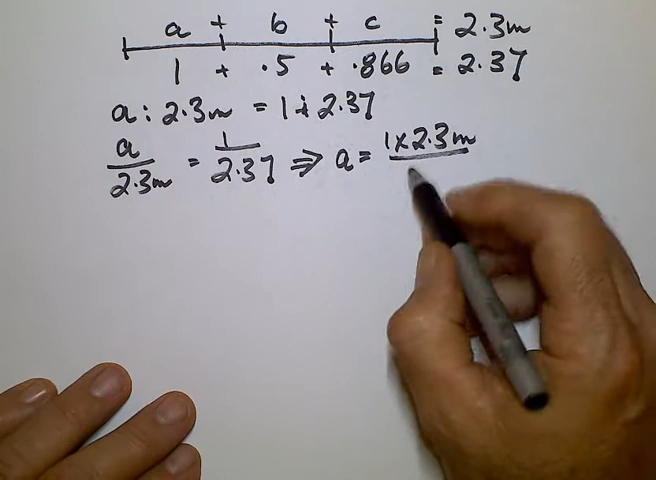 a + b + c = 2.3m
1 + .5 + .866 = 2.37
a : 2.3m = 1 : 2.37
a/2.3m = 1/2.37 ⇒ a = 1×2.3m/